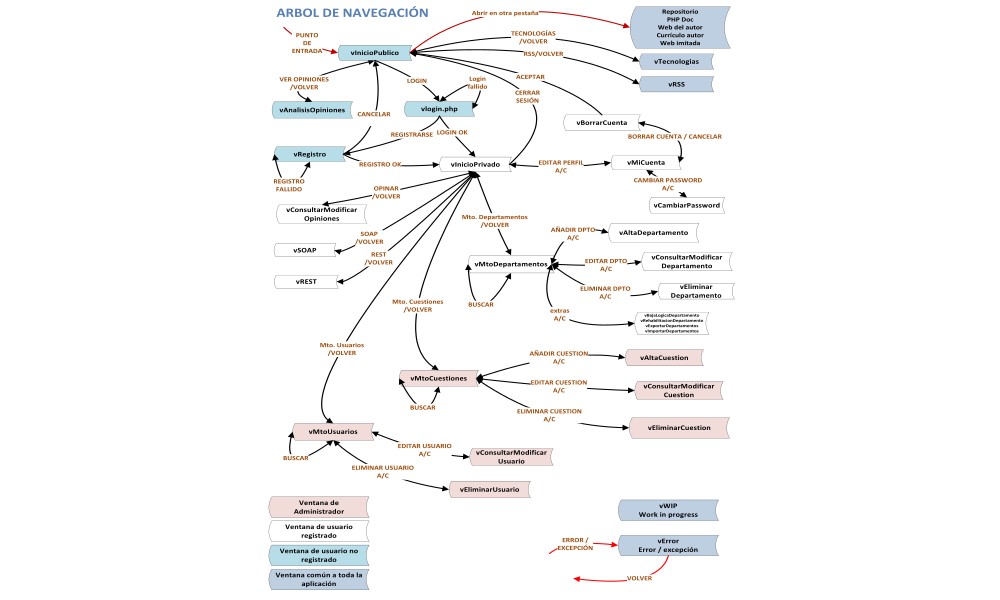 ARBOL DE NAVEGACIÓN
Abrir en otra pestaña
Repositorio
PHP Doc
Web del autor
Currículo autor
Web imitada
PUNTO
DE
ENTRADA
vInicioPublico
TECNOLOGÍAS
/VOLVER
RSS/VOLVER
vTecnologias
vRSS
VER OPINIONES
/VOLVER
LOGIN
Login
fallido
ACEPTAR
CERRAR
SESIÓN
vAnalisisOpiniones
CANCELAR
vlogin.php
vBorrarCuenta
REGISTRARSE
LOGIN OK
BORRAR CUENTA / CANCELAR
vRegistro
REGISTRO OK
vInicioPrivado
EDITAR PERFIL
A/C
vMiCuenta
REGISTRO
FALLIDO
CAMBIAR PASSWORD
A/C
OPINAR
/VOLVER
vCambiarPassword
vConsultarModificar
Opiniones
Mto. Departamentos
/VOLVER
SOAP
/VOLVER
AÑADIR DPTO
A/C
vAltaDepartamento
vSOAP
REST
/VOLVER
vMtoDepartamentos
EDITAR DPTO
A/C
vConsultarModificar
Departamento
vREST
BUSCAR
ELIMINAR DPTO
A/C
vEliminar
Departamento
Mto. Cuestiones
/VOLVER
extras
A/C
vBajaLogicaDepartamento
vRehabilitacionDepartamento
vExportarDepartamentos
vImportarDepartamentos
Mto. Usuarios
/VOLVER
AÑADIR CUESTION
A/C
vAltaCuestion
vMtoCuestiones
EDITAR CUESTION
A/C
vConsultarModificar
Cuestion
BUSCAR
ELIMINAR CUESTION
A/C
vEliminarCuestion
vMtoUsuarios
EDITAR USUARIO
A/C
vConsultarModificar
Usuario
BUSCAR
ELIMINAR USUARIO
A/C
vEliminarUsuario
Ventana de
Administrador
Ventana de usuario
registrado
Ventana de usuario no
registrado
Ventana común a toda la
aplicación
vWIP
Work in progress
ERROR /
EXCEPCIÓN
vError
Error / excepción
VOLVER